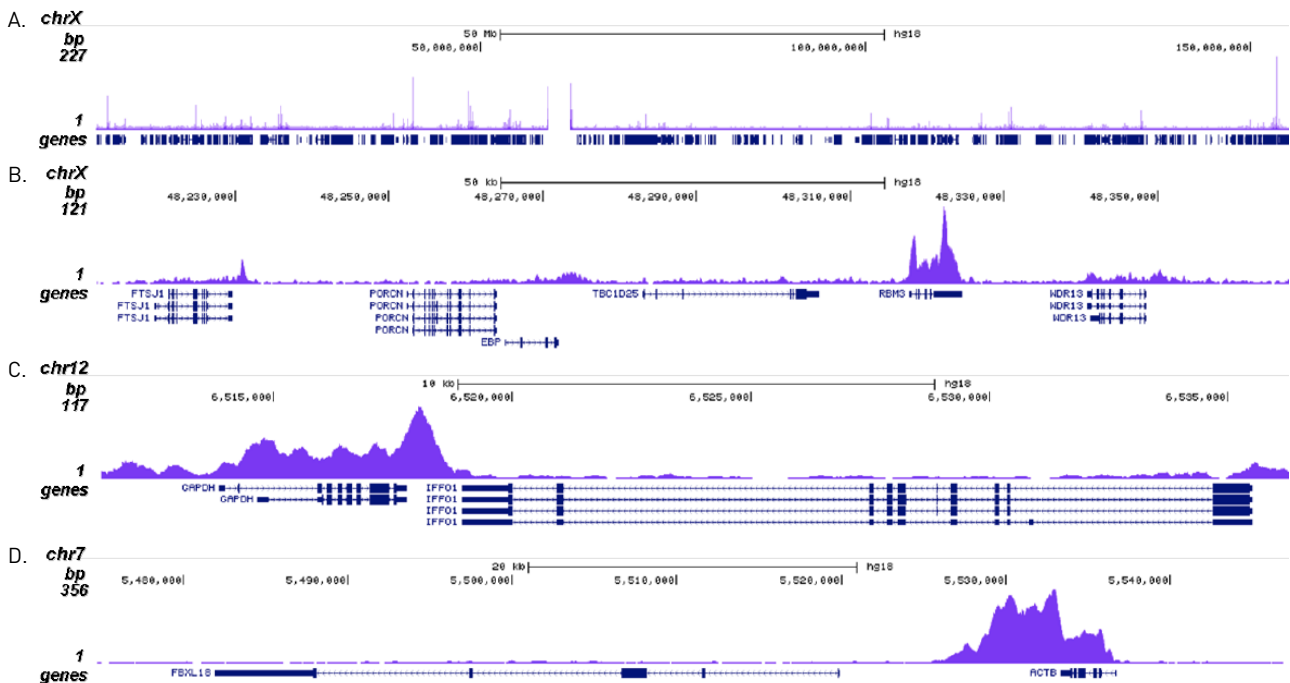 A. chrX
50 Mb hg18
bp 50,000,000 100,000,000 150,000,000
227
1
genes
B. chrX
50 kb hg18
bp 48,230,000 48,250,000 48,270,000 48,290,000 48,310,000 48,330,000 48,350,000
121
1
genes
FTSJ1 PORCN TBC1D25 RBM3 WDR13
FTSJ1 PORCN WDR13
FTSJ1 PORCN WDR13
PORCN
EBP
C. chr12
10 kb hg18
bp 6,515,000 6,520,000 6,525,000 6,530,000 6,535,000
117
1
genes
GAPDH IFFO1
GAPDH IFFO1
IFFO1
IFFO1
D. chr7
20 kb hg18
bp 5,480,000 5,490,000 5,500,000 5,510,000 5,520,000 5,530,000 5,540,000
356
1
genes
FBXL18 ACTB